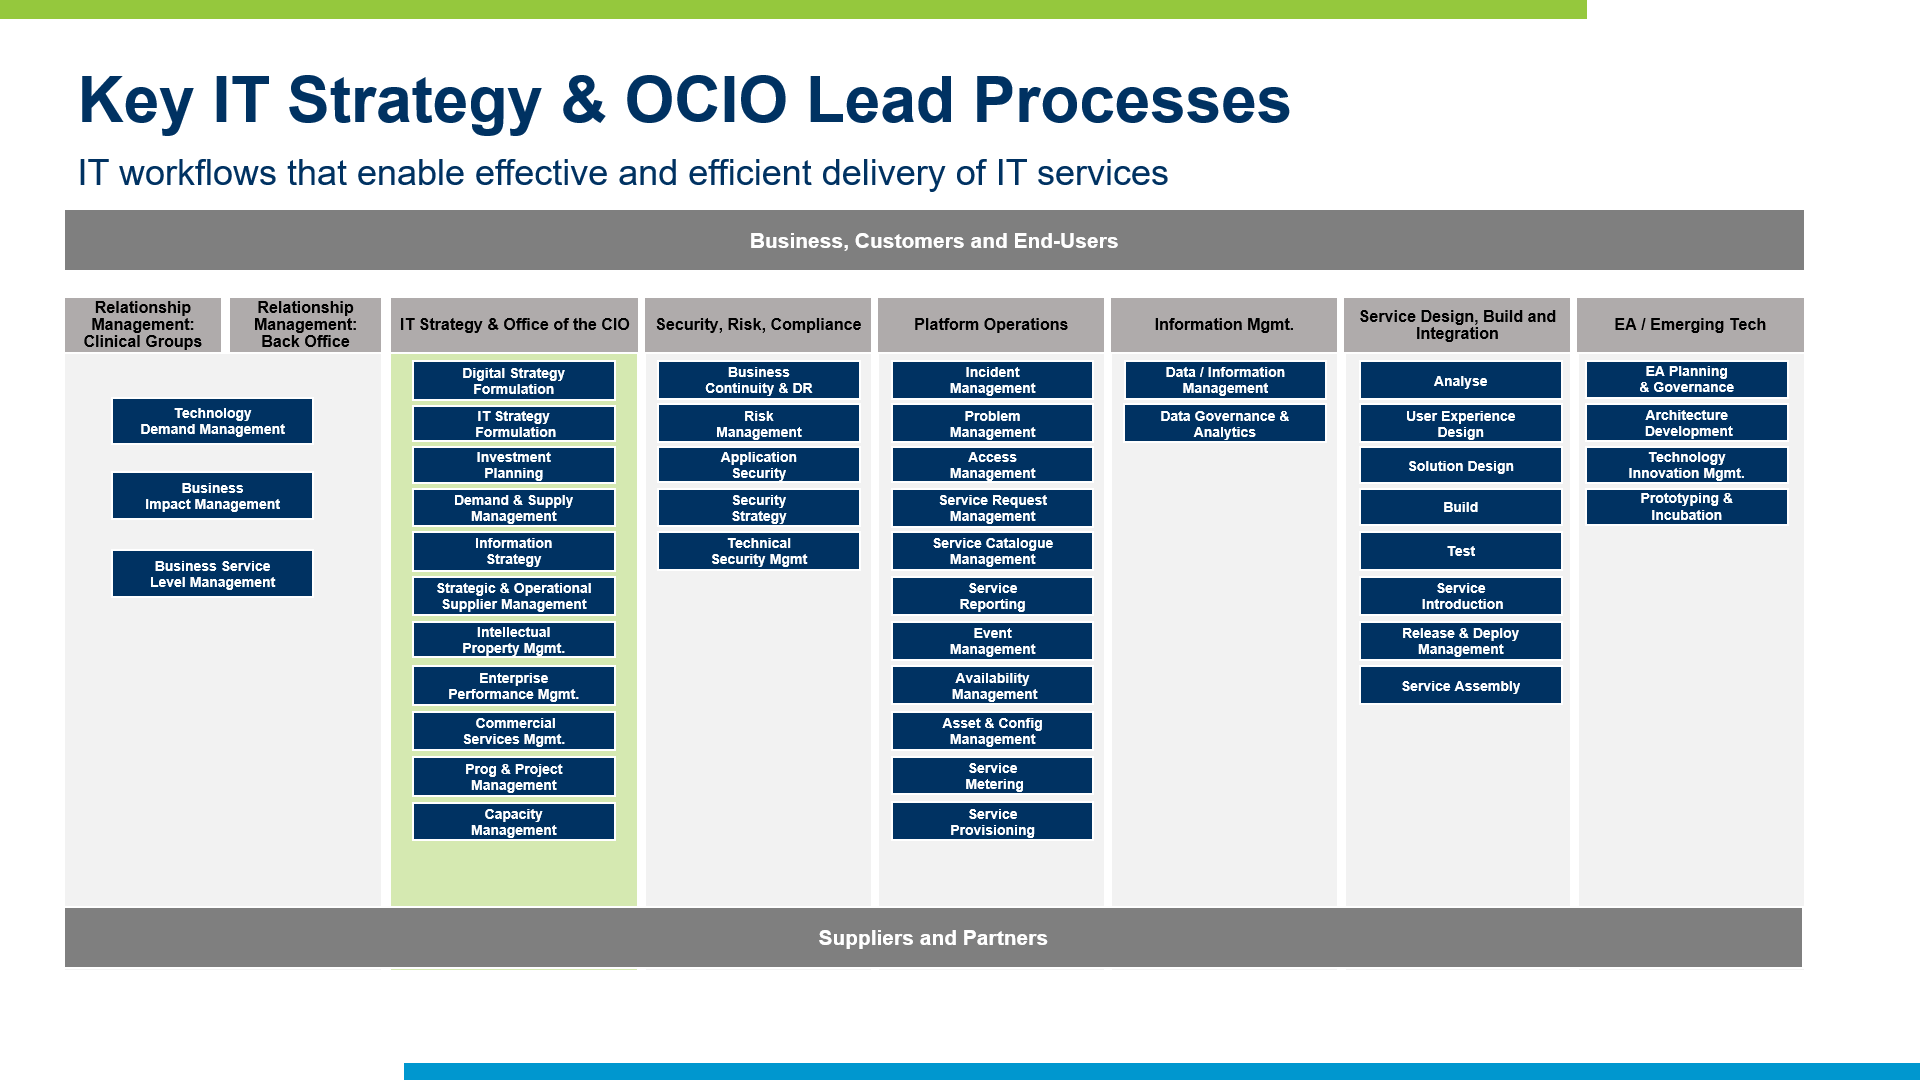 Key IT Strategy & OCIO Lead Processes
IT workflows that enable effective and efficient delivery of IT services
Business, Customers and End-Users
Relationship
Management:
Clinical Groups
Relationship
Management:
Back Office
IT Strategy & Office of the CIO
Security, Risk, Compliance
Platform Operations
Information Mgmt.
Service Design, Build and
Integration
EA / Emerging Tech
Technology
Demand Management
Business
Impact Management
Business Service
Level Management
Digital Strategy
Formulation
IT Strategy
Formulation
Investment
Planning
Demand & Supply
Management
Information
Strategy
Strategic & Operational
Supplier Management
Intellectual
Property Mgmt.
Enterprise
Performance Mgmt.
Commercial
Services Mgmt.
Prog & Project
Management
Capacity
Management
Business
Continuity & DR
Risk
Management
Application
Security
Security
Strategy
Technical
Security Mgmt
Incident
Management
Problem
Management
Access
Management
Service Request
Management
Service Catalogue
Management
Service
Reporting
Event
Management
Availability
Management
Asset & Config
Management
Service
Metering
Service
Provisioning
Data / Information
Management
Data Governance &
Analytics
Analyse
User Experience
Design
Solution Design
Build
Test
Service
Introduction
Release & Deploy
Management
Service Assembly
EA Planning
& Governance
Architecture
Development
Technology
Innovation Mgmt.
Prototyping &
Incubation
Suppliers and Partners